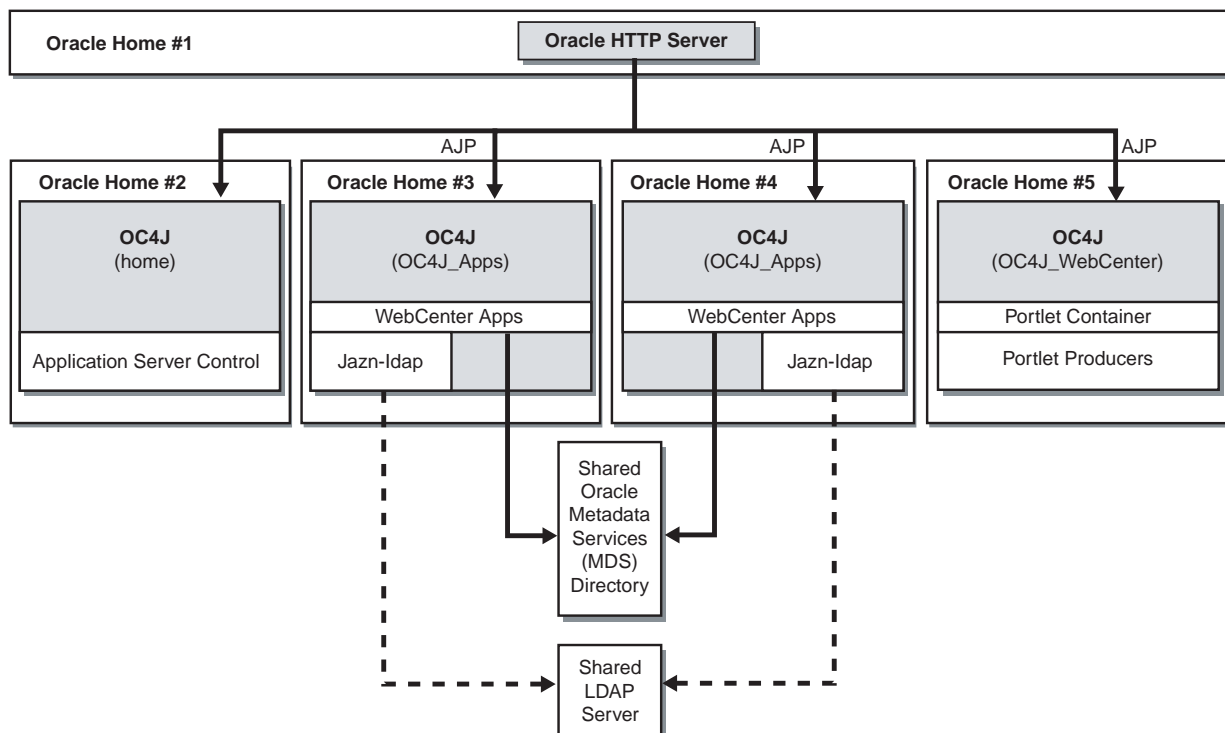 Oracle Home #1
Oracle HTTP Server
AJP
AJP
AJP
Oracle Home #2
Oracle Home #3
Oracle Home #4
Oracle Home #5
OC4J
(home)
OC4J
(OC4J_Apps)
OC4J
(OC4J_Apps)
OC4J
(OC4J_WebCenter)
WebCenter Apps
WebCenter Apps
Portlet Container
Application Server Control
Jazn-ldap
Jazn-ldap
Portlet Producers
Shared
Oracle
Metadata
Services
(MDS)
Directory
Shared
LDAP
Server